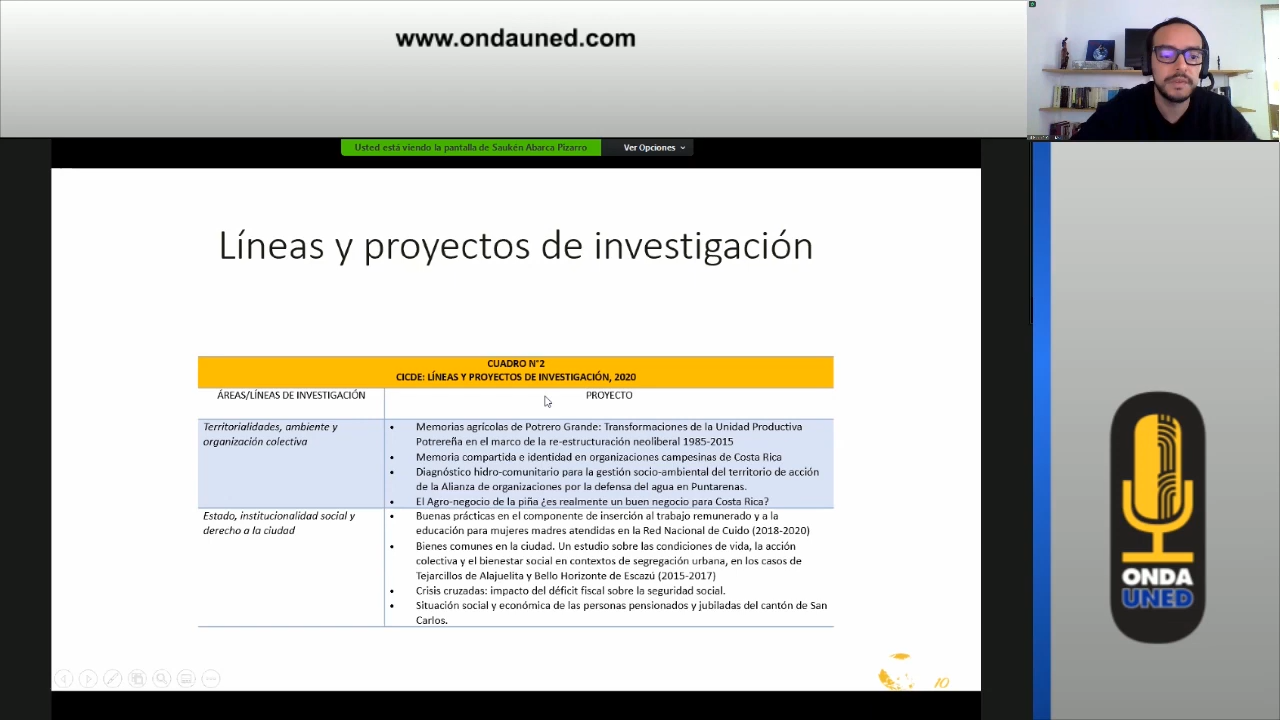 www.ondauned.com
Usted está viendo la pantalla de Saukén Abarca Pizarro
Ver Opciones
Líneas y proyectos de investigación
CUADRO N°2
CICDE: LÍNEAS Y PROYECTOS DE INVESTIGACIÓN, 2020
ÁREAS/LÍNEAS DE INVESTIGACIÓN
PROYECTO
Territorialidades, ambiente y
organización colectiva
• Memorias agrícolas de Potrero Grande: Transformaciones de la Unidad Productiva
Potrereña en el marco de la re-estructuración neoliberal 1985-2015
• Memoria compartida e identidad en organizaciones campesinas de Costa Rica
• Diagnóstico hidro-comunitario para la gestión socio-ambiental del territorio de acción
de la Alianza de organizaciones por la defensa del agua en Puntarenas.
• El Agro-negocio de la piña ¿es realmente un buen negocio para Costa Rica?
Estado, institucionalidad social y
derecho a la ciudad
• Buenas prácticas en el componente de inserción al trabajo remunerado y a la
educación para mujeres madres atendidas en la Red Nacional de Cuido (2018-2020)
• Bienes comunes en la ciudad. Un estudio sobre las condiciones de vida, la acción
colectiva y el bienestar social en contextos de segregación urbana, en los casos de
Tejarcillos de Alajuelita y Bello Horizonte de Escazú (2015-2017)
• Crisis cruzadas: impacto del déficit fiscal sobre la seguridad social.
• Situación social y económica de las personas pensionados y jubiladas del cantón de San
Carlos.
10
ONDA
UNED